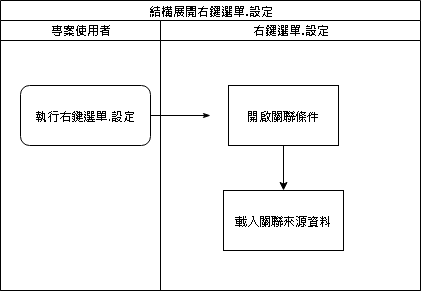 結構展開右鍵選單.設定
專案使用者
右鍵選單.設定
執行右鍵選單.設定
開啟關聯條件
載入關聯來源資料